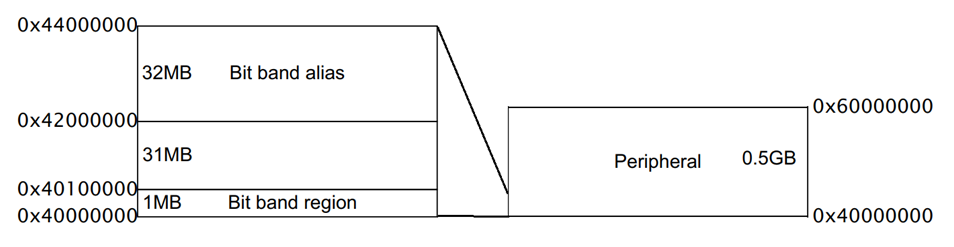 0x44000000
32MB Bit band alias
0x42000000
31MB
0x40100000
1MB Bit band region
0x40000000
0x60000000
Peripheral 0.5GB
0x40000000